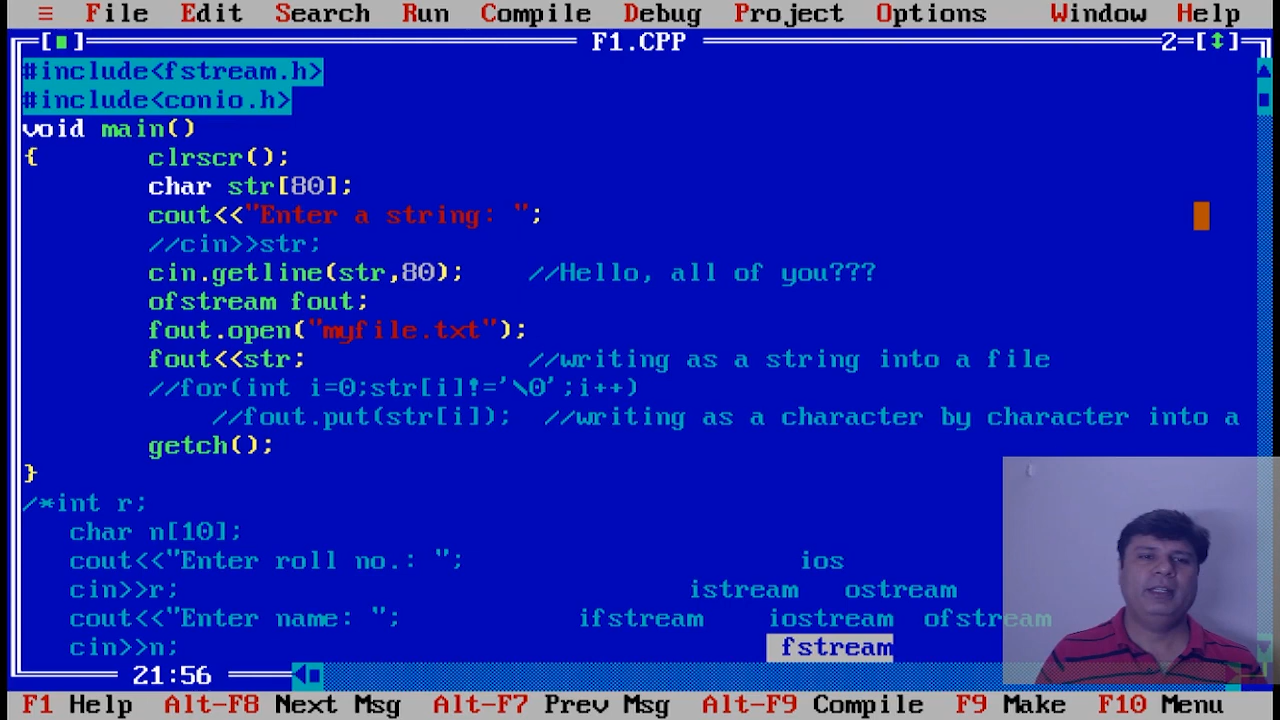 ≡ File Edit Search Run Compile Debug Project Options Window Help
[■] F1.CPP 2=[↕]
#include<fstream.h>
#include<conio.h>
void main()
{ clrscr();
char str[80];
cout<<"Enter a string: ";
//cin>>str;
cin.getline(str,80); //Hello, all of you???
ofstream fout;
fout.open("myfile.txt");
fout<<str; //writing as a string into a file
//for(int i=0;str[i]!='\0';i++)
//fout.put(str[i]); //writing as a character by character into a
getch();
}
/*int r;
char n[10];
cout<<"Enter roll no.: "; ios
cin>>r; istream ostream
cout<<"Enter name: "; ifstream iostream ofstream
cin>>n; fstream
21:56
F1 Help Alt-F8 Next Msg Alt-F7 Prev Msg Alt-F9 Compile F9 Make F10 Menu